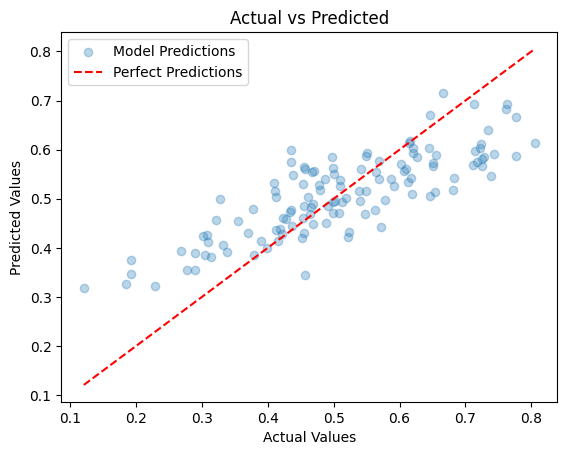 Actual vs Predicted
Model Predictions
Perfect Predictions
Predicted Values
0.8
0.7
0.6
0.5
0.4
0.3
0.2
0.1
0.1 0.2 0.3 0.4 0.5 0.6 0.7 0.8
Actual Values